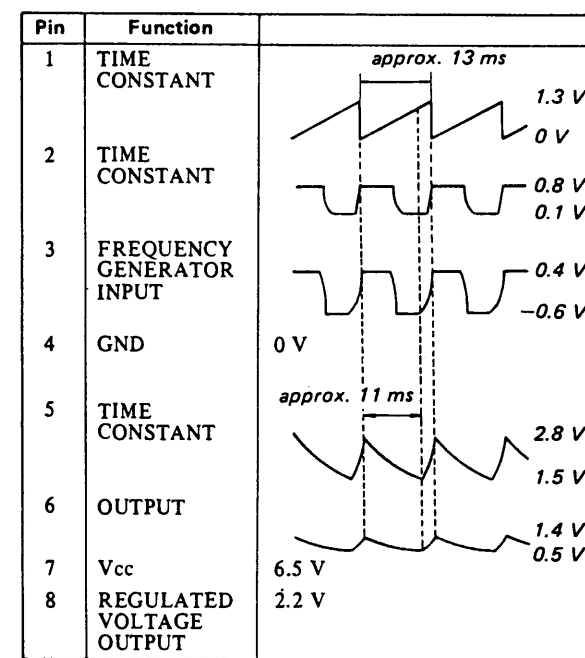 Pin Function
1 TIME CONSTANT approx. 13 ms 1.3 V
0 V
2 TIME CONSTANT 0.8 V
0.1 V
3 FREQUENCY GENERATOR INPUT 0.4 V
−0.6 V
4 GND 0 V
approx. 11 ms
5 TIME CONSTANT 2.8 V
1.5 V
6 OUTPUT 1.4 V
0.5 V
7 Vcc 6.5 V
8 REGULATED VOLTAGE OUTPUT 2.2 V